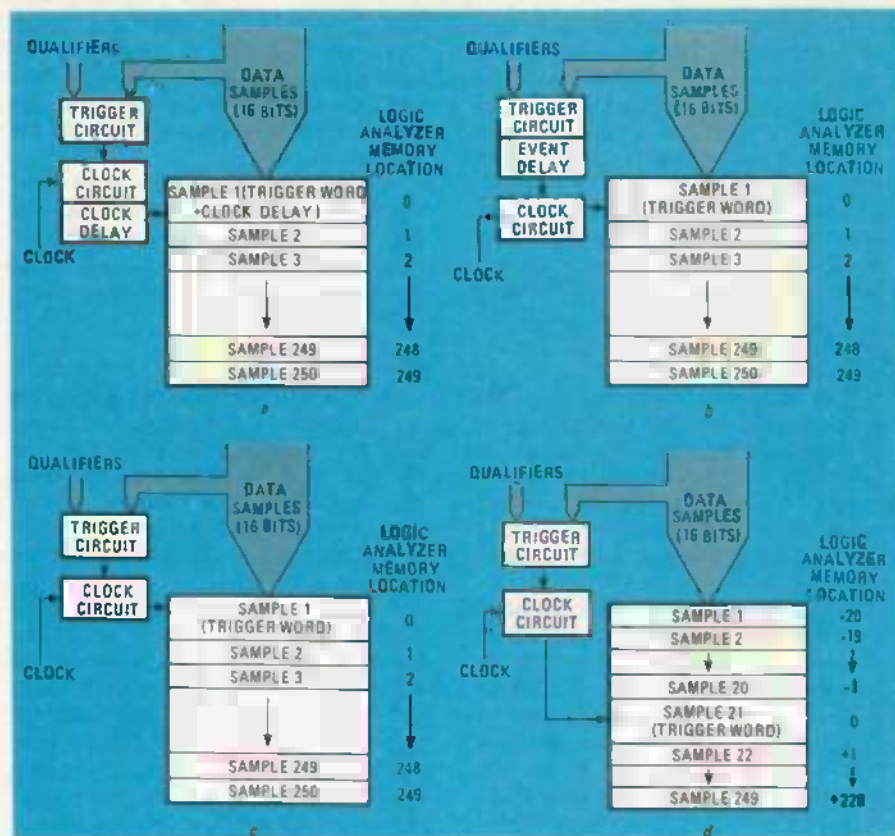 QUALIFIERS
DATA
SAMPLES
(16 BITS)
TRIGGER
CIRCUIT
LOGIC
ANALYZER
MEMORY
LOCATION
CLOCK
CIRCUIT
CLOCK
DELAY
CLOCK
SAMPLE 1(TRIGGER WORD
+CLOCK DELAY)
0
SAMPLE 2
1
SAMPLE 3
2
SAMPLE 249
248
SAMPLE 250
249
a
QUALIFIERS
DATA
SAMPLES
(16 BITS)
TRIGGER
CIRCUIT
EVENT
DELAY
LOGIC
ANALYZER
MEMORY
LOCATION
CLOCK
CIRCUIT
CLOCK
SAMPLE 1
(TRIGGER WORD)
0
SAMPLE 2
1
SAMPLE 3
2
SAMPLE 249
248
SAMPLE 250
249
b
QUALIFIERS
DATA
SAMPLES
(16 BITS)
TRIGGER
CIRCUIT
LOGIC
ANALYZER
MEMORY
LOCATION
CLOCK
CIRCUIT
CLOCK
SAMPLE 1
(TRIGGER WORD)
0
SAMPLE 2
1
SAMPLE 3
2
SAMPLE 249
248
SAMPLE 250
249
c
QUALIFIERS
DATA
SAMPLES
(16 BITS)
TRIGGER
CIRCUIT
LOGIC
ANALYZER
MEMORY
LOCATION
CLOCK
CIRCUIT
CLOCK
SAMPLE 1
-20
SAMPLE 2
-19
SAMPLE 20
-1
SAMPLE 21
(TRIGGER WORD)
0
SAMPLE 22
+1
SAMPLE 249
+228
d